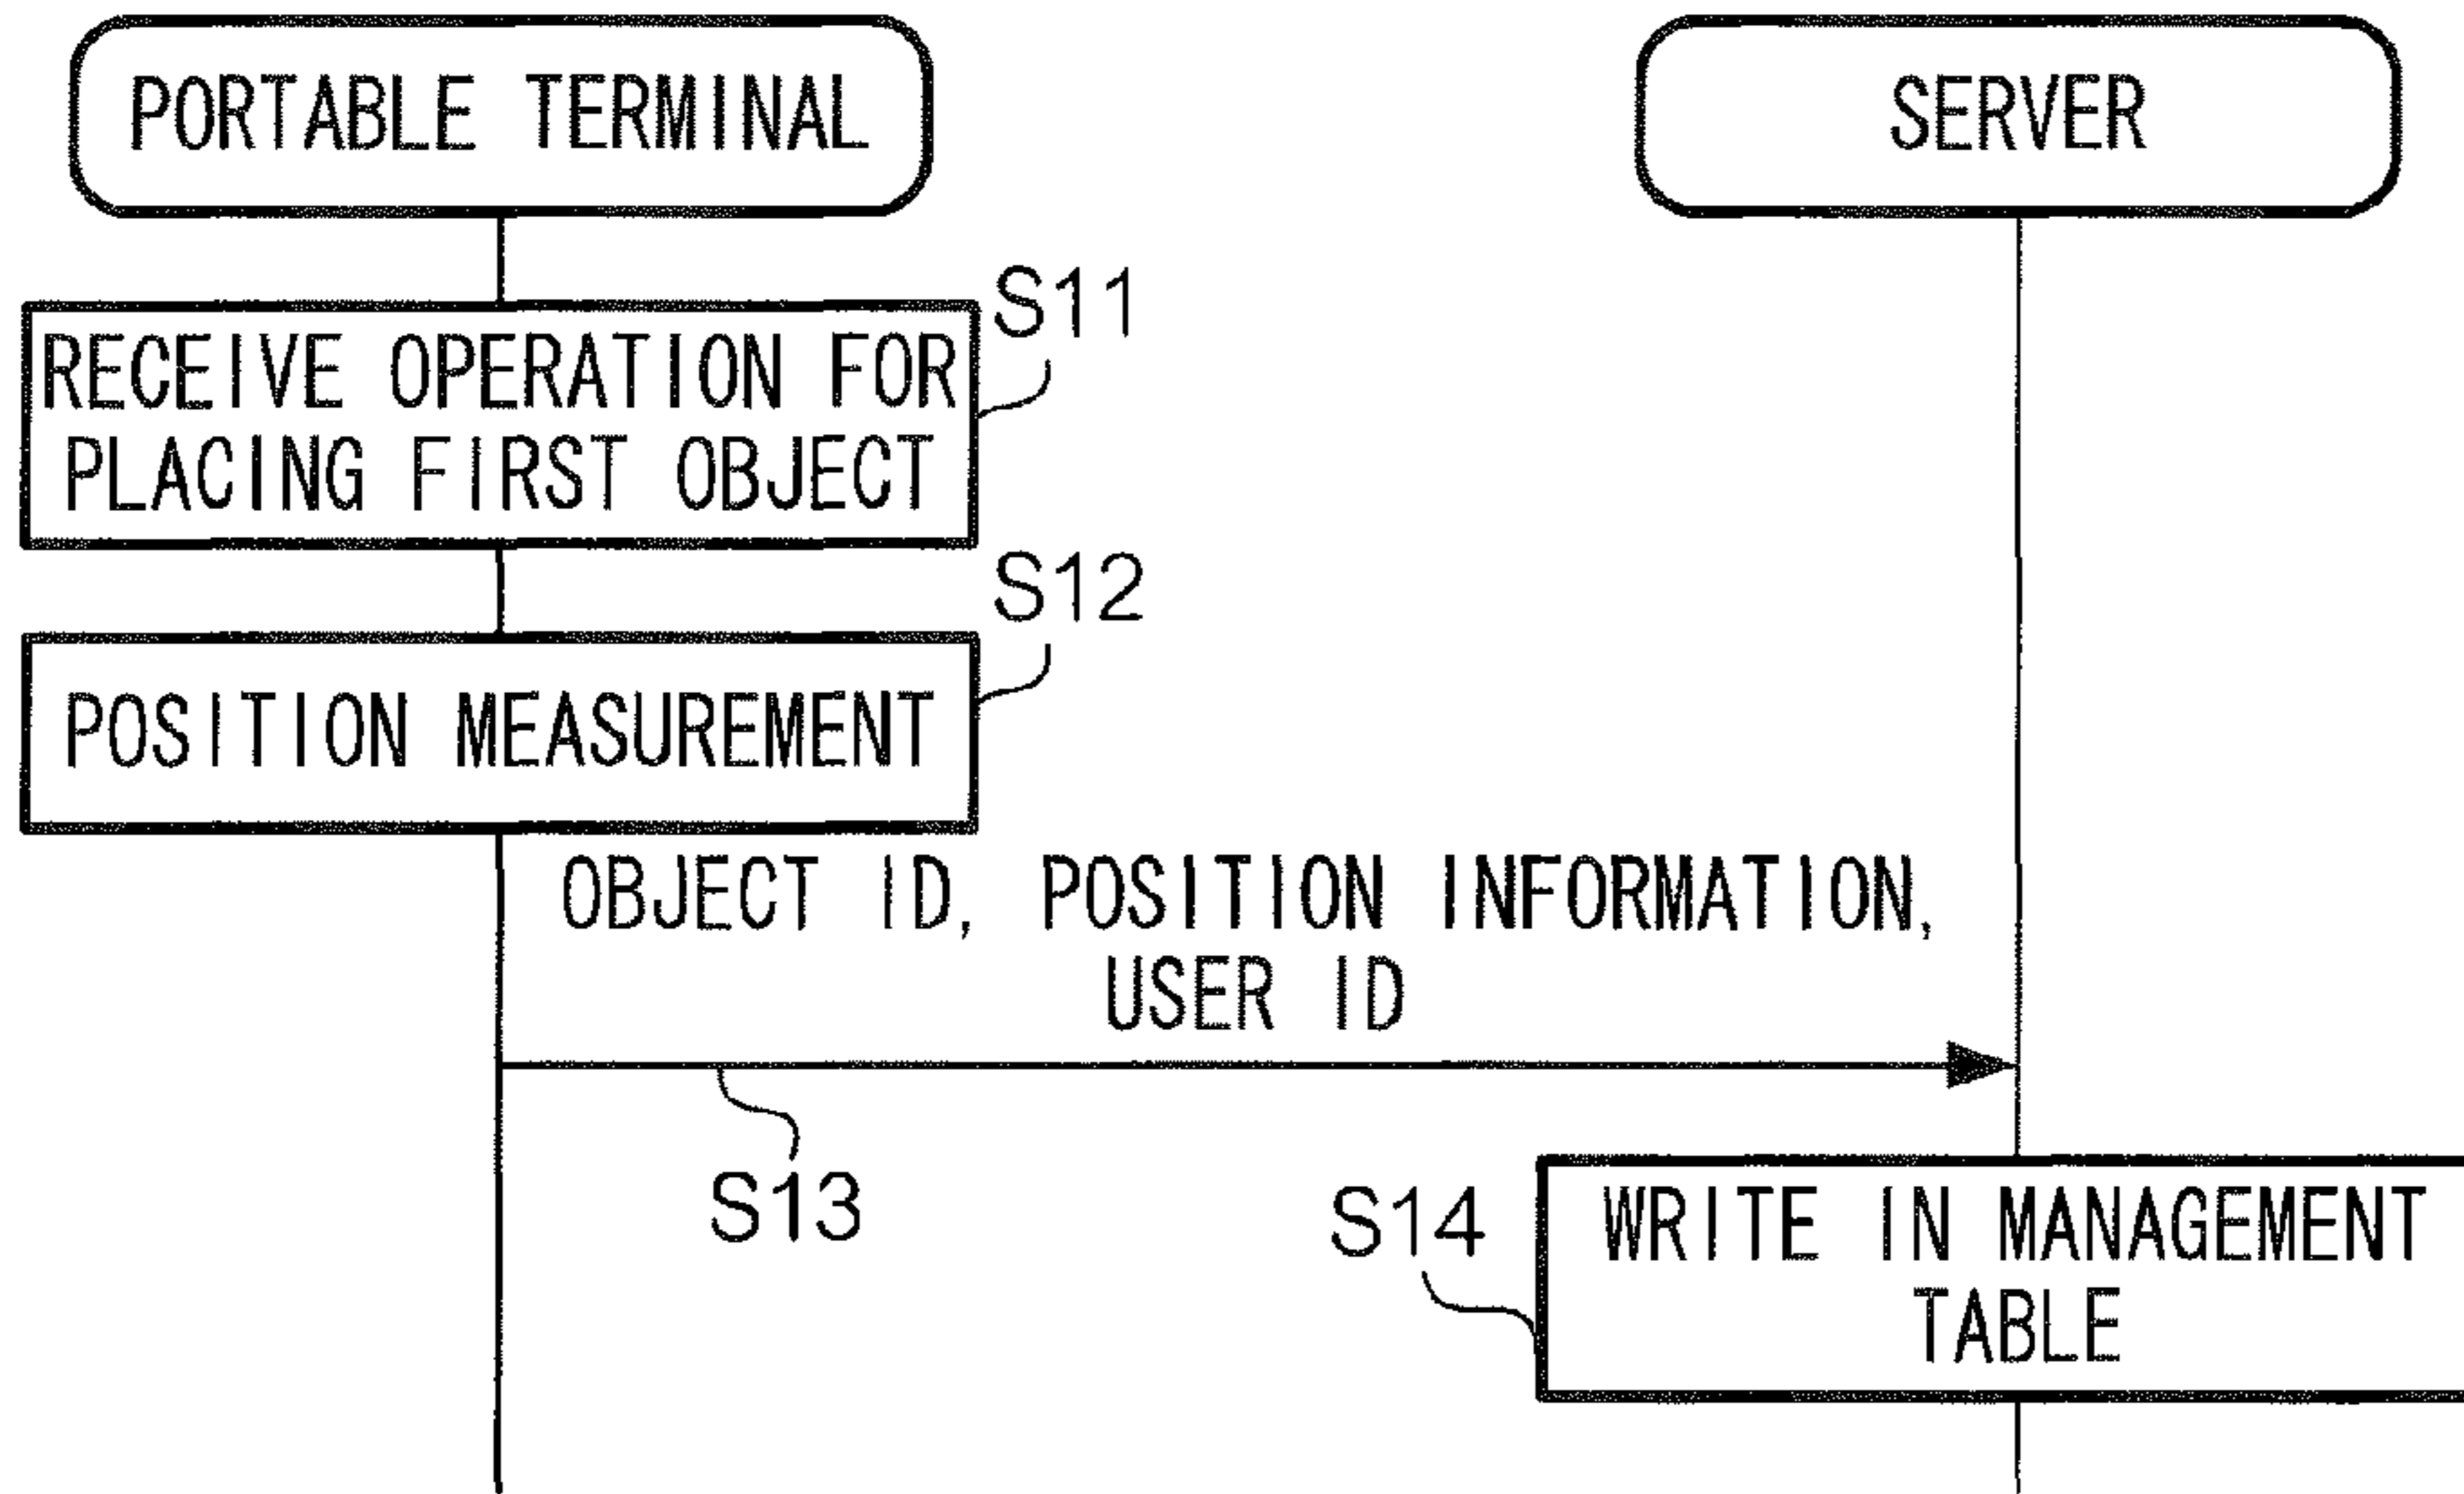 PORTABLE TERMINAL
SERVER
S11
RECEIVE OPERATION FOR
PLACING FIRST OBJECT
S12
POSITION MEASUREMENT
OBJECT ID, POSITION INFORMATION,
USER ID
S13
S14
WRITE IN MANAGEMENT
TABLE